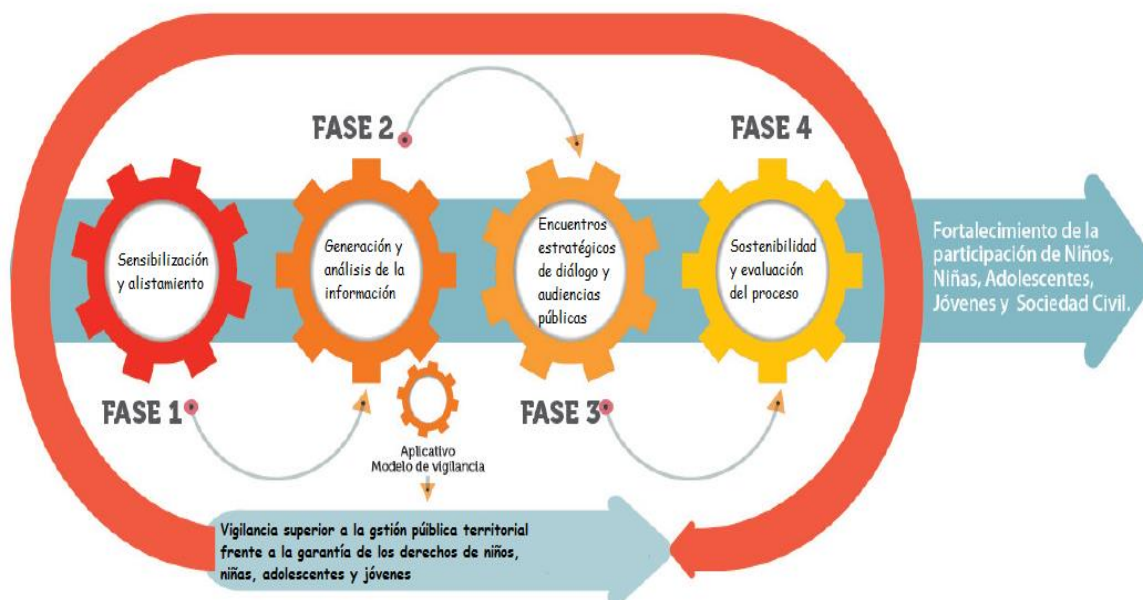 FASE 1
Sensibilización
y alistamiento
FASE 2
Generación y
análisis de la
información
Aplicativo
Modelo de vigilancia
FASE 3
Encuentros
estratégicos
de diálogo y
audiencias
públicas
FASE 4
Sostenibilidad
y evaluación
del proceso
Fortalecimiento de la
participación de Niños,
Niñas, Adolescentes,
Jóvenes y Sociedad Civil.
Vigilancia superior a la gstión púiblica territorial
frente a la garantía de los derechos de niños,
niñas, adolescentes y jóvenes